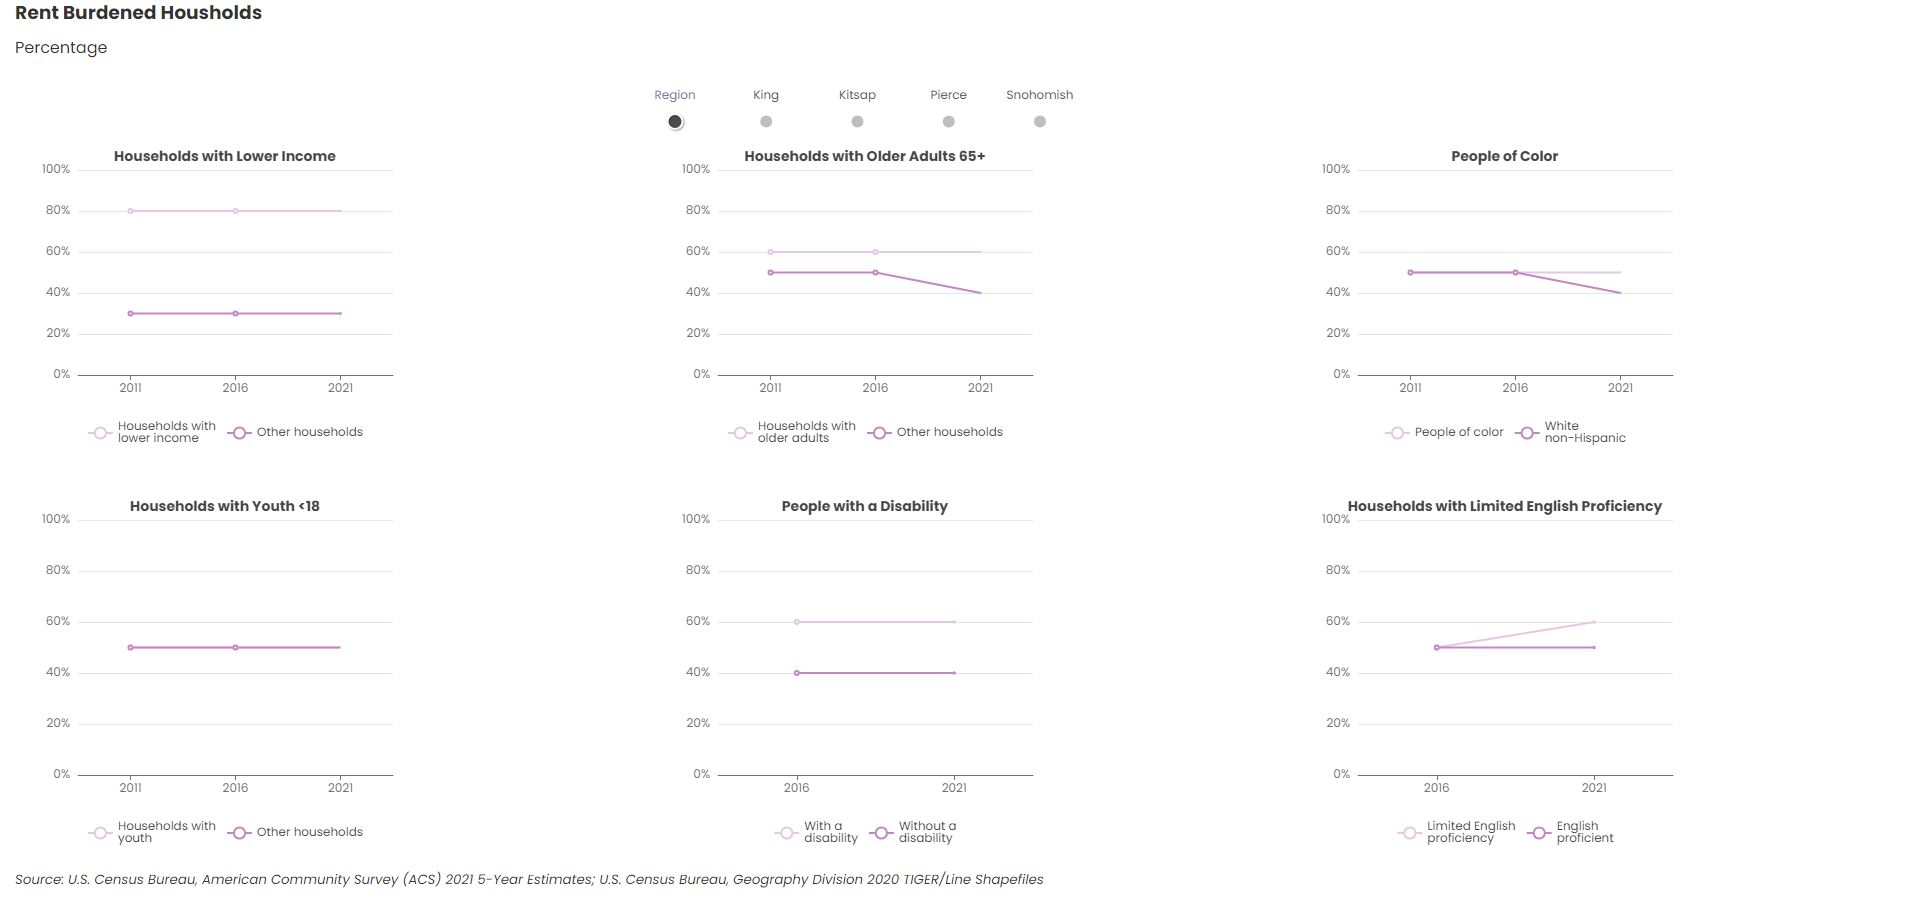 Rent Burdened Housholds
Percentage
Region King Kitsap Pierce Snohomish
Households with Lower Income
100%
80%
60%
40%
20%
0%
2011 2016 2021
Households with
lower income
Other households
Households with Older Adults 65+
100%
80%
60%
40%
20%
0%
2011 2016 2021
Households with
older adults
Other households
People of Color
100%
80%
60%
40%
20%
0%
2011 2016 2021
People of color
White
non-Hispanic
Households with Youth <18
100%
80%
60%
40%
20%
0%
2011 2016 2021
Households with
youth
Other households
People with a Disability
100%
80%
60%
40%
20%
0%
2016 2021
With a
disability
Without a
disability
Households with Limited English Proficiency
100%
80%
60%
40%
20%
0%
2016 2021
Limited English
proficiency
English
proficient
Source: U.S. Census Bureau, American Community Survey (ACS) 2021 5-Year Estimates; U.S. Census Bureau, Geography Division 2020 TIGER/Line Shapefiles